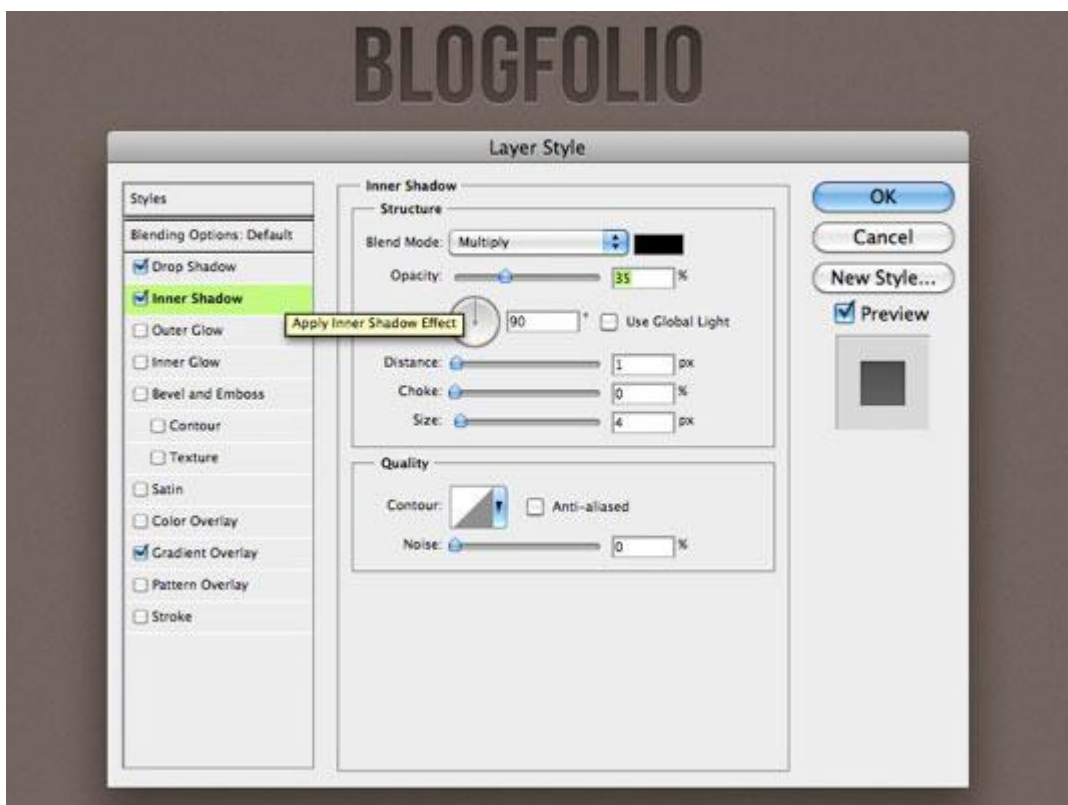 BLOGFOLIO
Layer Style
Styles
Blending Options: Default
Drop Shadow
Inner Shadow
Outer Glow
Inner Glow
Bevel and Emboss
Contour
Texture
Satin
Color Overlay
Gradient Overlay
Pattern Overlay
Stroke
Apply Inner Shadow Effect
Inner Shadow
Structure
Blend Mode: Multiply
Opacity: 35 %
90 ° Use Global Light
Distance: 1 px
Choke: 0 %
Size: 4 px
Quality
Contour: Anti-aliased
Noise: 0 %
OK
Cancel
New Style...
Preview